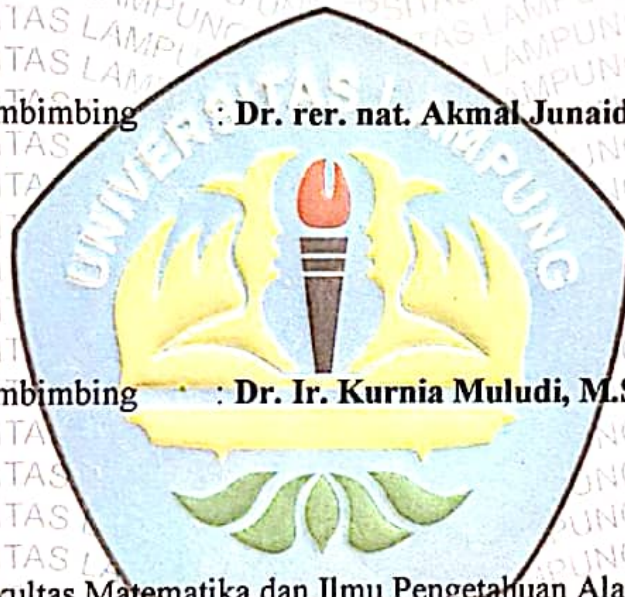 mbimbing : Dr. rer. nat. Akmal Junaid
UNIVERSITAS LAMPUNG
mbimbing : Dr. Ir. Kurnia Muludi, M.S
kultas Matematika dan Ilmu Pengetahuan Ala